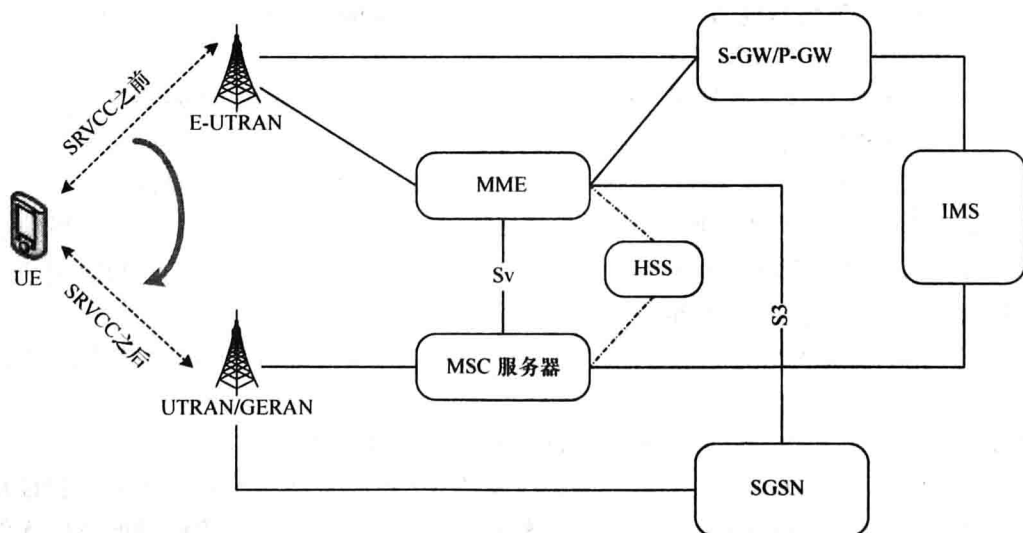 SRVCC之前
E-UTRAN
S-GW/P-GW
MME
IMS
UE
Sv
HSS
S3
SRVCC之后
MSC 服务器
UTRAN/GERAN
SGSN